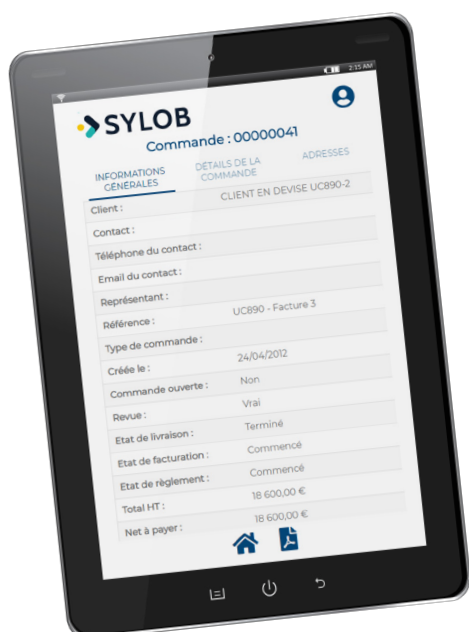 2:15 AM
SYLOB
Commande : 00000041
INFORMATIONS GÉNÉRALES
DÉTAILS DE LA COMMANDE
ADRESSES
Client : CLIENT EN DEVISE UC890-2
Contact :
Téléphone du contact :
Email du contact :
Représentant :
Référence : UC890 - Facture 3
Type de commande :
Créée le : 24/04/2012
Commande ouverte : Non
Revue : Vrai
Etat de livraison : Terminé
Etat de facturation : Commencé
Etat de règlement : Commencé
Total HT : 18 600,00 €
Net à payer : 18 600,00 €